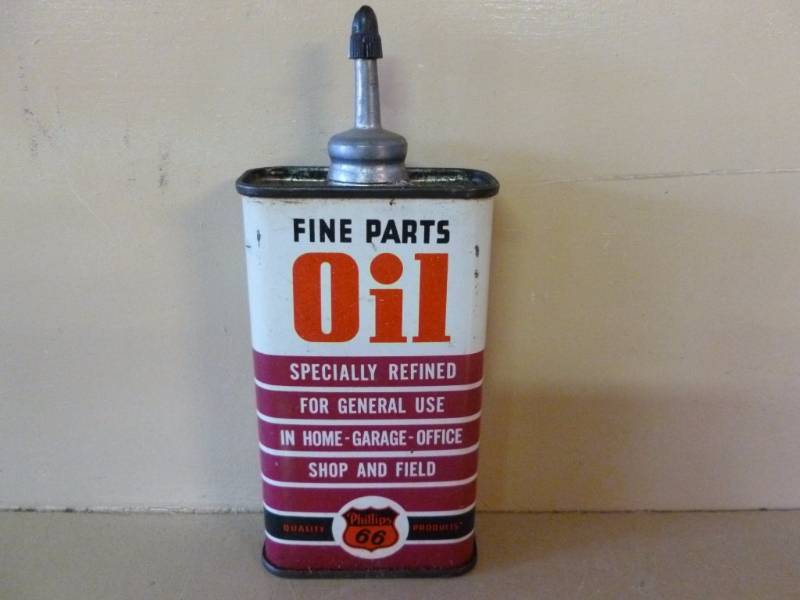 FINE PARTS
Oil
SPECIALLY REFINED
FOR GENERAL USE
IN HOME-GARAGE-OFFICE
SHOP AND FIELD
QUALITY Phillips 66 PRODUCTS